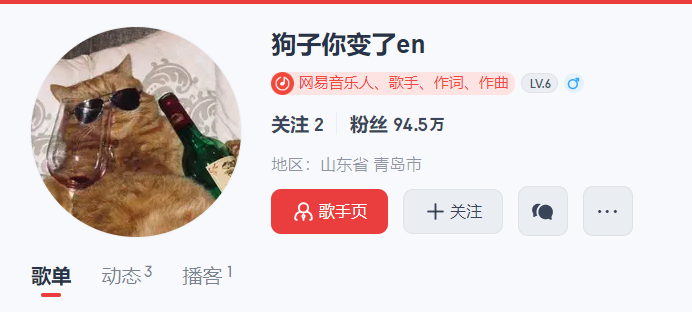 狗子你变了en
网易音乐人、歌手、作词、作曲 LV.6
关注 2 粉丝 94.5万
地区：山东省 青岛市
歌手页 关注
歌单 动态 3 播客 1